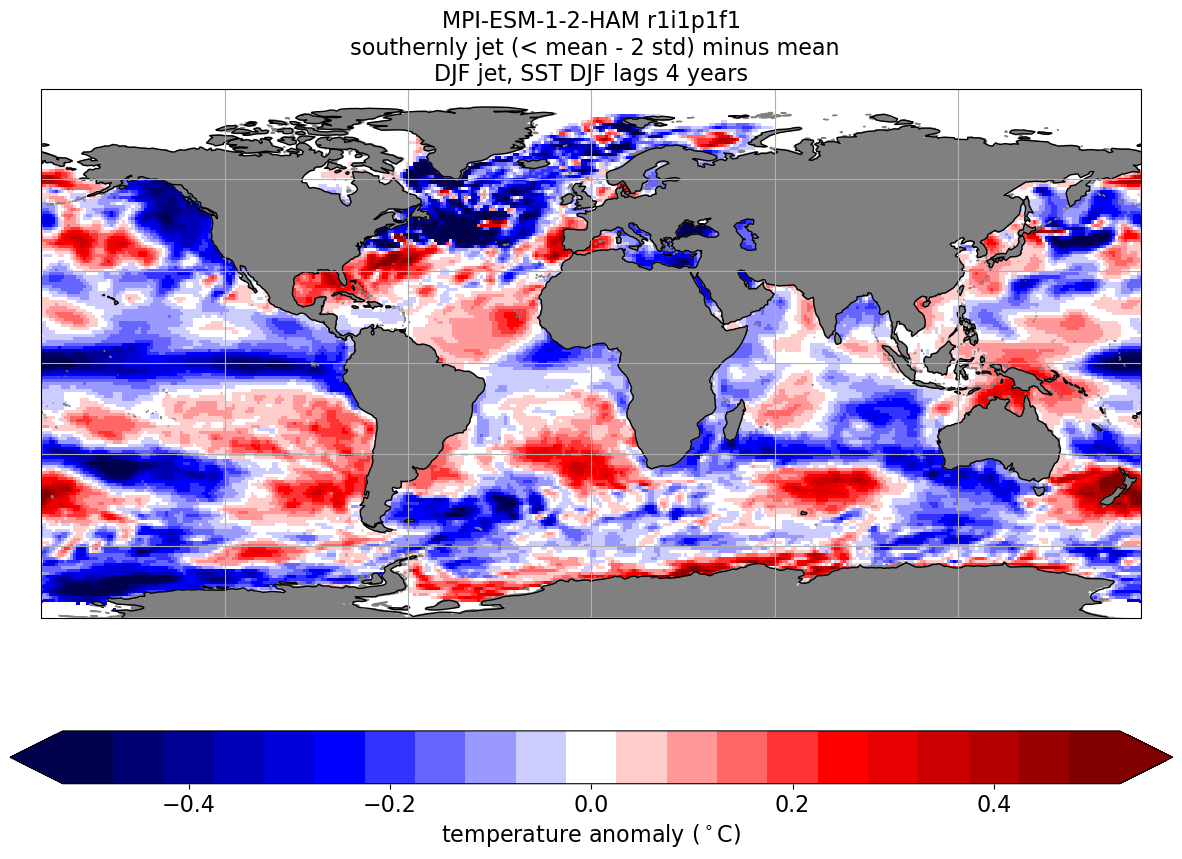 MPI-ESM-1-2-HAM r1i1p1f1
southernly jet (< mean - 2 std) minus mean
DJF jet, SST DJF lags 4 years
−0.4 −0.2 0.0 0.2 0.4
temperature anomaly (°C)